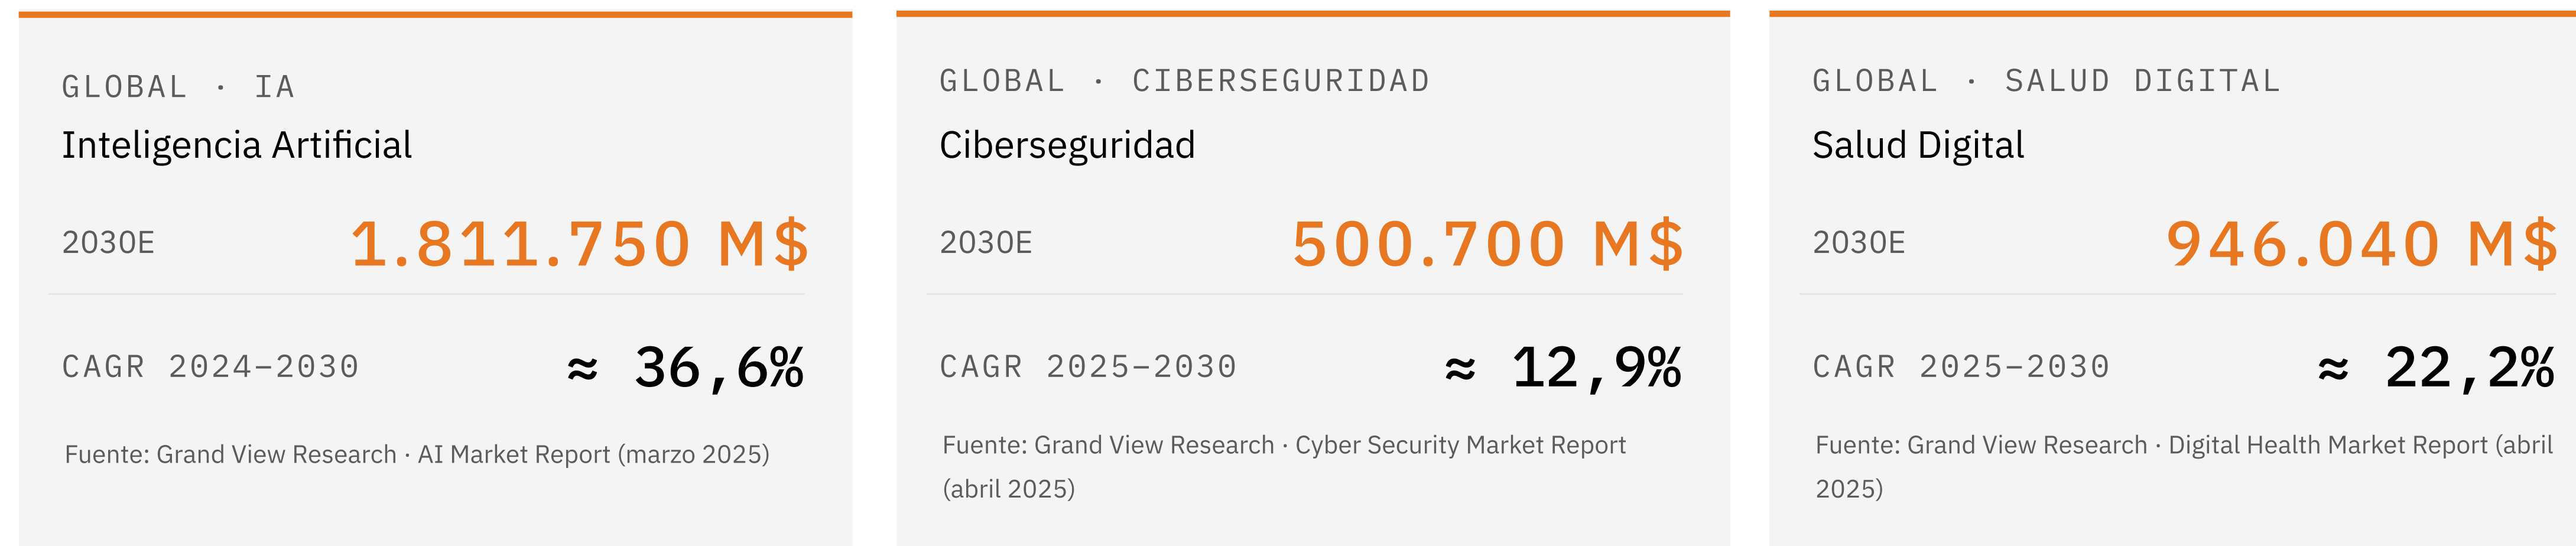 GLOBAL · IA
Inteligencia Artificial
2030E 1.811.750 M$
CAGR 2024–2030 ≈ 36,6%
Fuente: Grand View Research · AI Market Report (marzo 2025)
GLOBAL · CIBERSEGURIDAD
Ciberseguridad
2030E 500.700 M$
CAGR 2025–2030 ≈ 12,9%
Fuente: Grand View Research · Cyber Security Market Report
(abril 2025)
GLOBAL · SALUD DIGITAL
Salud Digital
2030E 946.040 M$
CAGR 2025–2030 ≈ 22,2%
Fuente: Grand View Research · Digital Health Market Report (abril
2025)